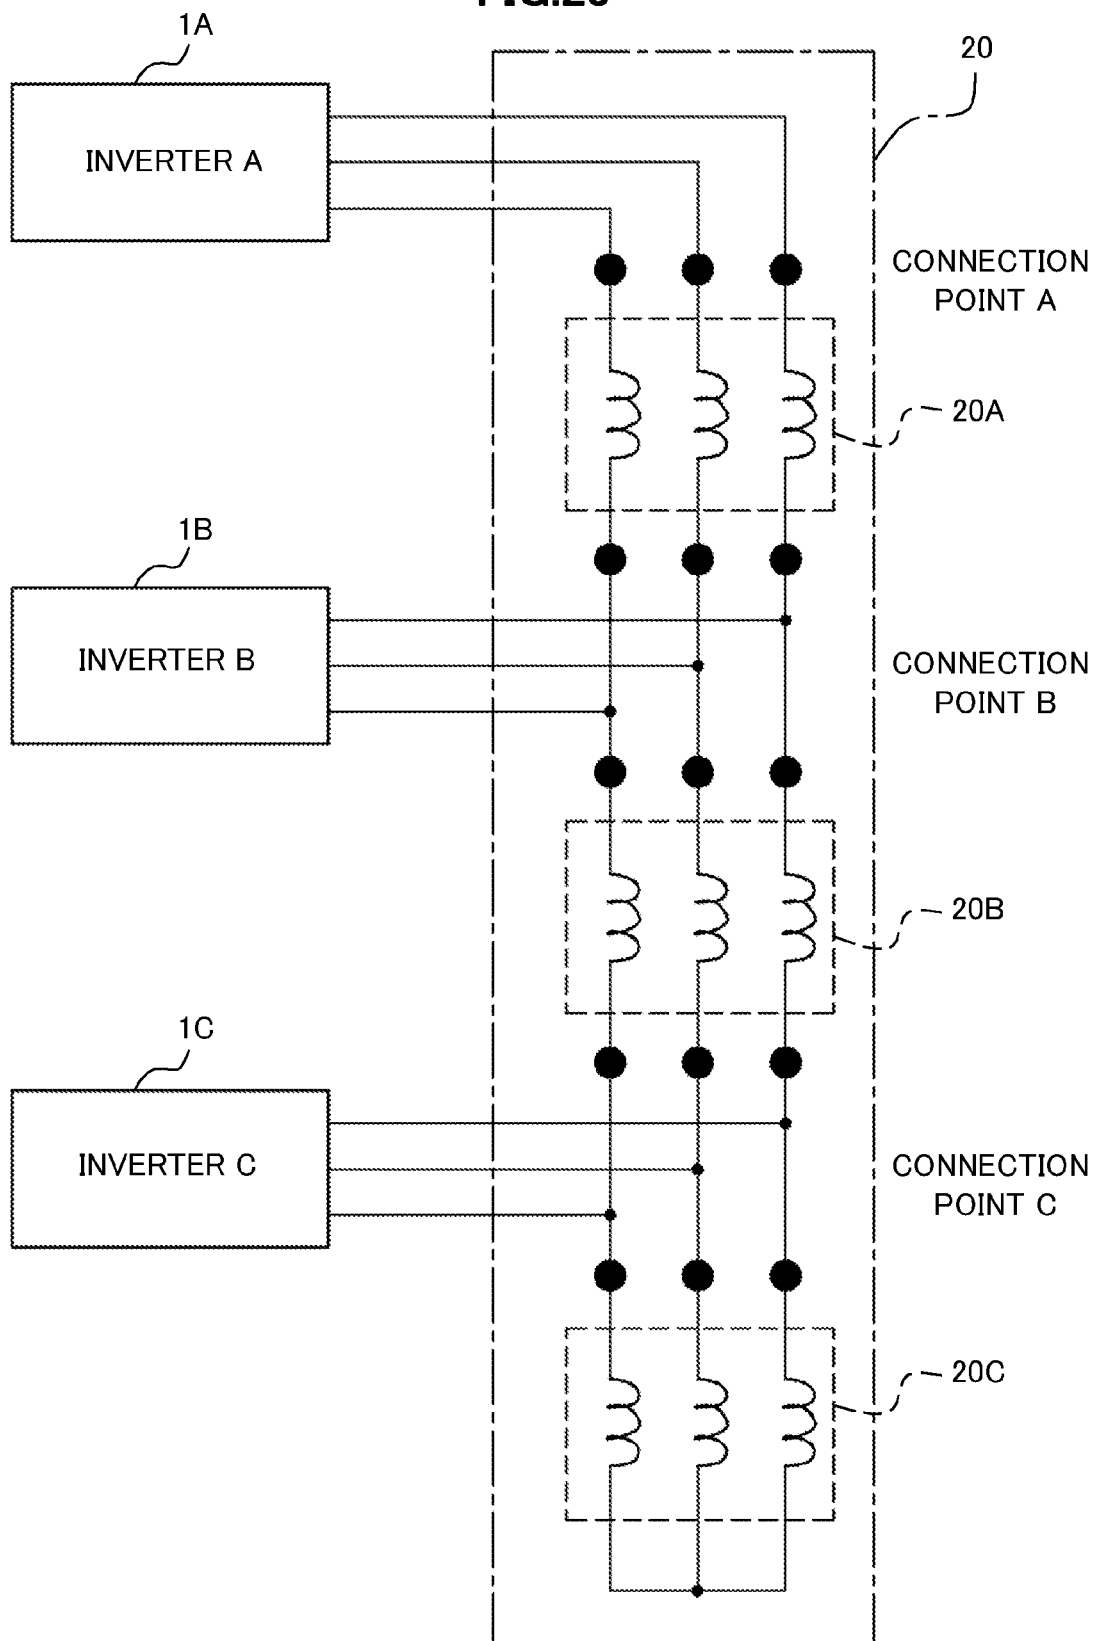 1A
20
INVERTER A
CONNECTION
POINT A
20A
1B
INVERTER B
CONNECTION
POINT B
20B
1C
INVERTER C
CONNECTION
POINT C
20C